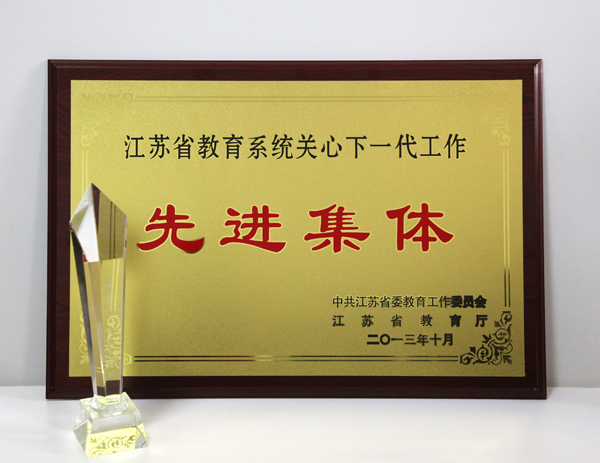 江苏省教育系统关心下一代工作
先进集体
中共江苏省委教育工作委员会
江苏省教育厅
二〇一三年十月